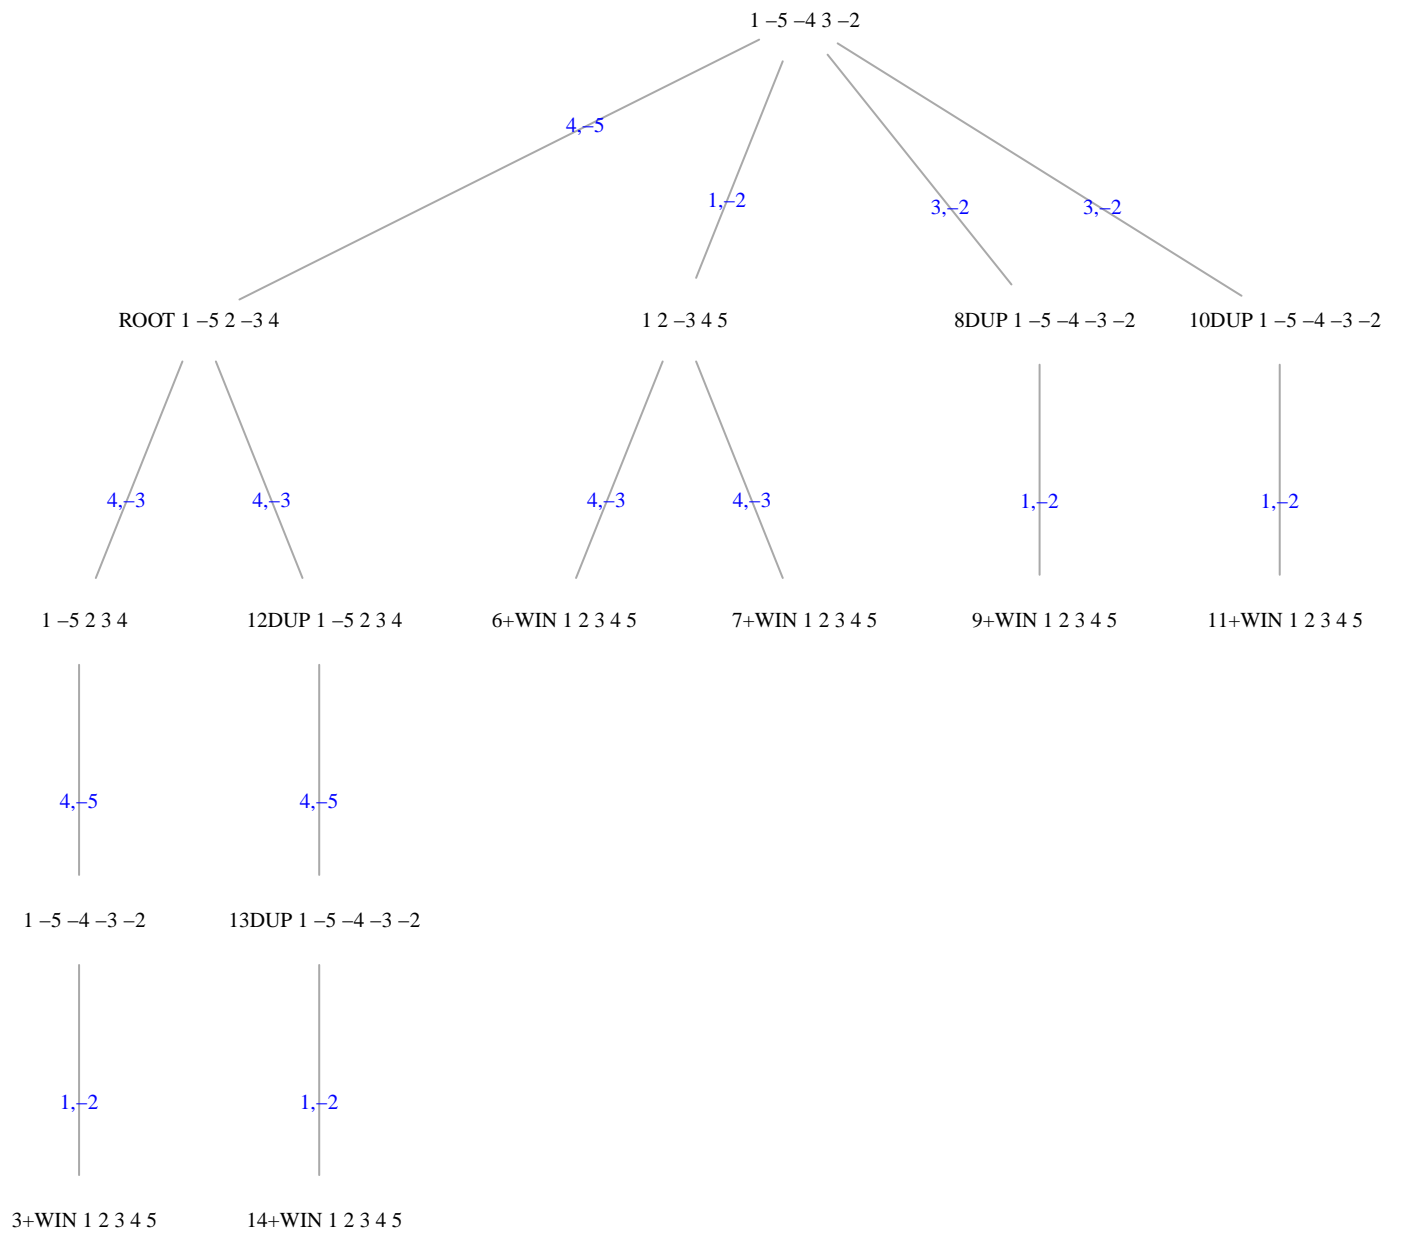 1 –5 –4 3 –2
4,–5
1,–2
3,–2
3,–2
ROOT 1 –5 2 –3 4
1 2 –3 4 5
8DUP 1 –5 –4 –3 –2
10DUP 1 –5 –4 –3 –2
4,–3
4,–3
4,–3
4,–3
1,–2
1,–2
1 –5 2 3 4
12DUP 1 –5 2 3 4
6+WIN 1 2 3 4 5
7+WIN 1 2 3 4 5
9+WIN 1 2 3 4 5
11+WIN 1 2 3 4 5
4,–5
4,–5
1 –5 –4 –3 –2
13DUP 1 –5 –4 –3 –2
1,–2
1,–2
3+WIN 1 2 3 4 5
14+WIN 1 2 3 4 5